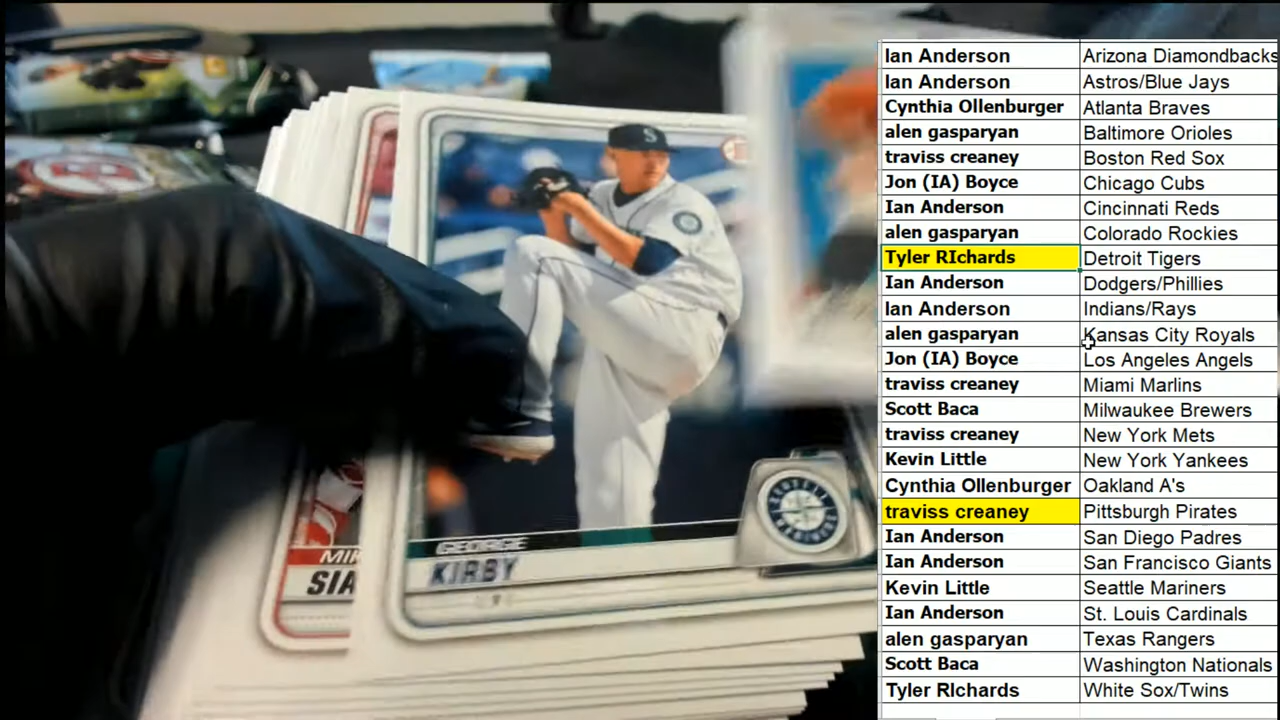 GEORGE
KIRBY
MIK
SIA
Ian Anderson Arizona Diamondbacks
Ian Anderson Astros/Blue Jays
Cynthia Ollenburger Atlanta Braves
alen gasparyan Baltimore Orioles
traviss creaney Boston Red Sox
Jon (IA) Boyce Chicago Cubs
Ian Anderson Cincinnati Reds
alen gasparyan Colorado Rockies
Tyler RIchards Detroit Tigers
Ian Anderson Dodgers/Phillies
Ian Anderson Indians/Rays
alen gasparyan Kansas City Royals
Jon (IA) Boyce Los Angeles Angels
traviss creaney Miami Marlins
Scott Baca Milwaukee Brewers
traviss creaney New York Mets
Kevin Little New York Yankees
Cynthia Ollenburger Oakland A's
traviss creaney Pittsburgh Pirates
Ian Anderson San Diego Padres
Ian Anderson San Francisco Giants
Kevin Little Seattle Mariners
Ian Anderson St. Louis Cardinals
alen gasparyan Texas Rangers
Scott Baca Washington Nationals
Tyler RIchards White Sox/Twins